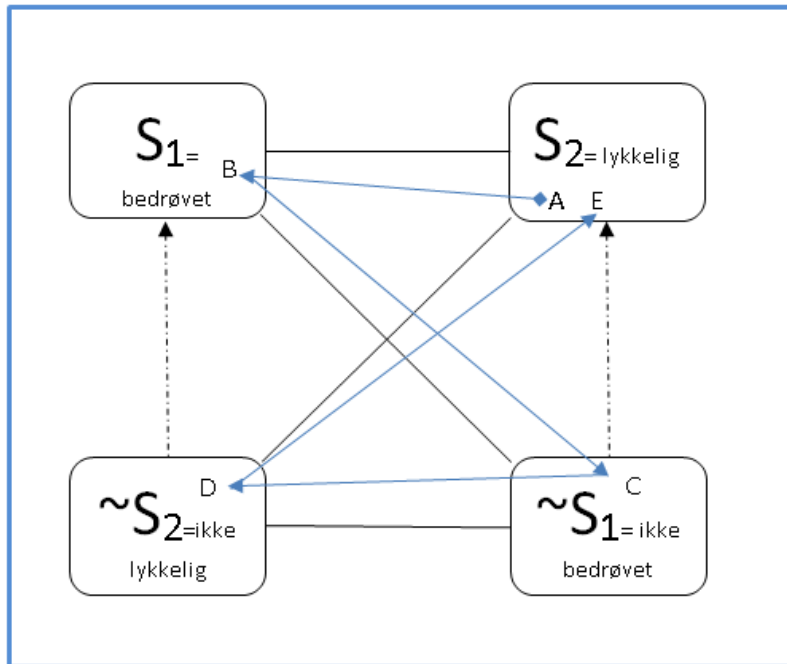 S1=
bedrøvet
B
S2= lykkelig
A E
~S2=ikke
lykkelig
D
~S1= ikke
bedrøvet
C